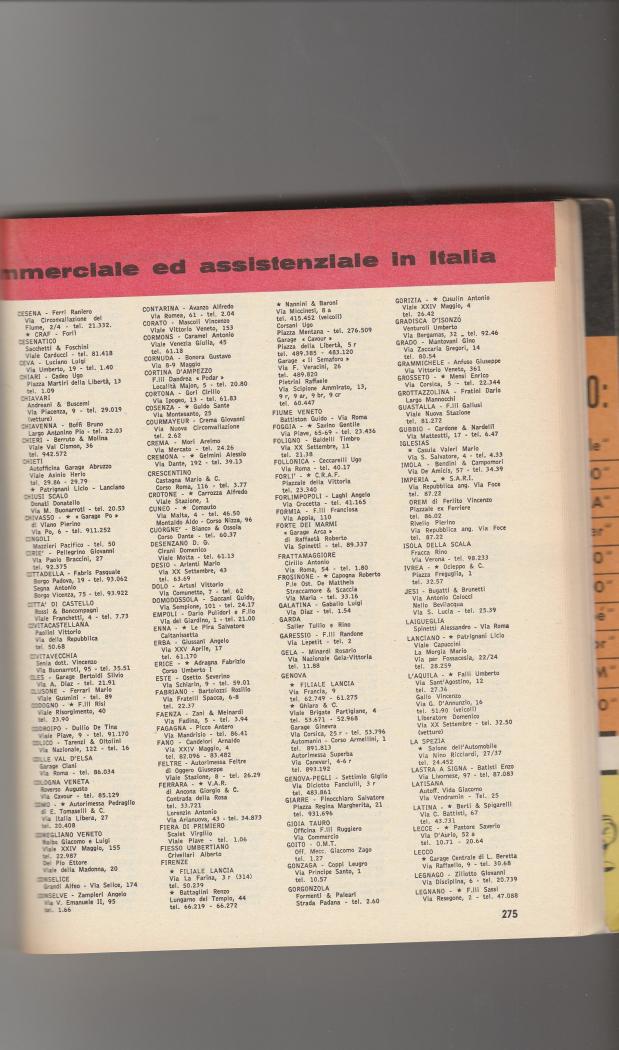 mmerciale ed assistenziale in Italia
CESENA - Ferri Raniero
Via Circonvallazione del
Fiume, 2/4 - tel. 21.332.
★ CRAF - Forlì
CESENATICO
Sacchetti & Foschini
Viale Carducci - tel. 81.418
CEVA - Luciano Luigi
Via Umberto, 19 - tel. 1.40
CHIARI - Cadeo Ugo
Piazza Martiri della Libertà, 13
tel. 1.09
CHIAVARI
Andreani & Buscemi
Via Piacenza, 9 - tel. 29.019
(vetture)
CHIAVENNA - Boffi Bruno
Largo Antonino Pio - tel. 22.03
CHIERI - Berruto & Molina
Viale Val Cismon, 36
tel. 942.572
CHIETI
Autofficina Garage Abruzzo
Viale Asinio Herio
tel. 29.86 - 29.79
★ Patrignani Licio - Lanciano
CHIUSI SCALO
Donati Donatello
Via M. Buonarroti - tel. 20.53
CHIVASSO - ★ « Garage Po »
di Vlano Pierino
Via Po, 6 - tel. 911.252
CINGOLI
Mazzieri Pacifico - tel. 50
CIRIE' - Pellegrino Giovanni
Via Paolo Braccini, 27
tel. 92.375
CITTADELLA - Fabris Pasquale
Borgo Padova, 19 - tel. 93.062
Segna Antonio
Borgo Vicenza, 75 - tel. 93.922
CITTA' DI CASTELLO
Rossi & Boncompagni
Viale Franchetti, 4 - tel. 7.73
CIVITACASTELLANA
Paolini Vittorio
Via della Repubblica
tel. 50.68
CIVITAVECCHIA
Senia dott. Vincenzo
Via Buonarroti, 95 - tel. 35.51
CLES - Garage Bertoldi Silvio
Via A. Diaz - tel. 21.91
CLUSONE - Ferrari Mario
Viale Gusmini - tel. 89
CODOGNO - ★ F.lli Risi
Viale Risorgimento, 40
tel. 23.90
CODROIPO - Duilio De Tina
Viale Piave, 9 - tel. 91.170
COLICO - Tarenzi & Ottolini
Via Nazionale, 122 - tel. 16
COLLE VAL D'ELSA
Garage Ciani
Via Roma - tel. 86.034
COLOGNA VENETA
Roverso Augusto
Via Cavour - tel. 85.129
COMO - ★ Autorimessa Pedraglio
di E. Tomaselli & C.
Via Italia Libera, 27
tel. 20.408
CONEGLIANO VENETO
Raibo Giacomo e Luigi
Viale XXIV Maggio, 155
tel. 22.987
Dei Pio Ettore
Viale della Madonna, 20
CONSELICE
Grandi Alfeo - Via Selice, 174
CONSELVE - Zampieri Angelo
Via V. Emanuele II, 95
tel. 1.66
CONTARINA - Avanzo Alfredo
Via Romea, 61 - tel. 2.04
CORATO - Mascoli Vincenzo
Viale Vittorio Veneto, 153
CORMONS - Caramel Antonio
Viale Venezia Giulia, 45
tel. 61.18
CORNUDA - Bonora Gustavo
Via 8-9 Maggio
CORTINA D'AMPEZZO
F.lli Dandrea « Podar »
Località Majon, 5 - tel. 20.80
CORTONA - Gori Cirillo
Via Ipogeo, 13 - tel. 61.83
COSENZA - ★ Guido Sante
Via Montesanto, 25
COURMAYEUR - Crema Giovanni
Via Nuova Circonvallazione
tel. 2.62
CREMA - Mori Areimo
Via Mercato - tel. 24.26
CREMONA - ★ Gelmini Alessio
Via Dante, 192 - tel. 39.13
CRESCENTINO
Castagna Mario & C.
Corso Roma, 116 - tel. 3.77
CROTONE - ★ Carrozza Alfredo
Viale Stazione, 1
CUNEO - ★ Comauto
Via Malta, 4 - tel. 46.50
Montaldo Aldo - Corso Nizza, 96
CUORGNE' - Bianco & Ossola
Corso Dante - tel. 60.37
DESENZANO D. G.
Cirani Domenico
Viale Motta - tel. 61.13
DESIO - Arienti Mario
Via XX Settembre, 43
tel. 63.69
DOLO - Artusi Vittorio
Via Comunetto, 7 - tel. 62
DOMODOSSOLA - Saccani Guido,
Via Sempione, 101 - tel. 24.17
EMPOLI - Dario Pulidori e F.llo
Via del Giardino, 1 - tel. 21.00
ENNA - ★ Lo Pira Salvatore
Caltanissetta
ERBA - Giussani Angelo
Via XXV Aprile, 17
tel. 61.170
ERICE - ★ Adragna Fabrizio
Corso Umberto I
ESTE - Osetto Severino
Via Schiarin, 9 - tel. 59.01
FABRIANO - Bartolozzi Rosilio
Via Fratelli Spacca, 6-8
tel. 22.37
FAENZA - Zani & Meinardi
Via Fadina, 5 - tel. 3.94
FAGAGNA - Picco Antero
Via Mandrisio - tel. 86.41
FANO - Candelori Arnaldo
Via XXIV Maggio, 4
tel. 82.096 - 83.482
FELTRE - Autorimessa Feltre
di Oggero Giuseppe
Viale Stazione, 8 - tel. 26.29
FERRARA - ★ V.A.R.
di Ancona Giorgio & C.
Contrada della Rosa
tel. 33.721
Lorenzin Antonio
Via Arianuova, 43 - tel. 34.873
FIERA DI PRIMIERO
Scalet Virgilio
Viale Piave - tel. 1.06
FIESSO UMBERTIANO
Crivellari Alberto
FIRENZE
★ FILIALE LANCIA
Via La Farina, 3 r (314)
tel. 50.239
★ Battaglini Renzo
Lungarno del Tempio, 44
tel. 66.219 - 66.272
★ Nannini & Baroni
Via Miccinesi, 8 a
tel. 415.452 (veicoli)
Corsani Ugo
Piazza Mentana - tel. 276.509
Garage « Cavour »
Piazza della Libertà, 5 r
tel. 489.385 - 483.120
Garage « Il Semaforo »
Via F. Veracini, 26
tel. 489.820
Pietrini Raffaele
Via Scipione Ammirato, 13,
9 r, 9 ar, 9 br, 9 cr
tel. 60.447
FIUME VENETO
Battiston Guido - Via Roma
FOGGIA - ★ Savino Gentile
Via Piave, 65-69 - tel. 23.436
FOLIGNO - Baldelli Timbro
Via XX Settembre, 11
tel. 21.38
FOLLONICA - Ceccarelli Ugo
Via Roma - tel. 40.17
FORLI' - ★ C.R.A.F.
Piazzale della Vittoria
tel. 23.340
FORLIMPOPOLI - Laghi Angelo
Via Crocetta - tel. 41.165
FORMIA - F.lli Franciosa
Via Appia, 110
FORTE DEI MARMI
« Garage Arca »
di Raffaetà Roberto
Via Spinetti - tel. 89.337
FRATTAMAGGIORE
Cirillo Antonio
Via Roma, 54 - tel. 1.80
FROSINONE - ★ Capogna Roberto
P.le Ost. De Mattheis
Straccamore & Scaccia
Via Maria - tel. 33.16
GALATINA - Gabalio Luigi
Via Diaz - tel. 1.54
GARDA
Sailer Tullio e Rino
GARESSIO - F.lli Randone
Via Lepetit - tel. 2
GELA - Minardi Rosario
Via Nazionale Gela-Vittoria
tel. 11.88
GENOVA
★ FILIALE LANCIA
Via Francia, 9
tel. 62.749 - 61.275
★ Ghiara & C.
Viale Brigate Partigiane, 4
tel. 53.671 - 52.968
Garage Ginevra
Via Corsica, 25 r - tel. 53.796
Automanin - Corso Armellini, 1
tel. 891.813
Autorimessa Superba
Via Canevari, 4-6 r
tel. 893.192
GENOVA-PEGLI - Settimio Giglio
Via Diciotto Fanciulli, 3 r
tel. 483.861
GIARRE - Finocchiaro Salvatore
Piazza Regina Margherita, 21
tel. 931.696
GIOIA TAURO
Officina F.lli Ruggiero
Via Commercio
GOITO - O.M.T.
Off. Mecc. Giacomo Zago
tel. 1.27
GONZAGA - Coppi Leugro
Via Principe Santo, 1
tel. 10.57
GORGONZOLA
Formenti & Paleari
Strada Padana - tel. 2.60
GORIZIA - ★ Cusulin Antonio
Viale XXIV Maggio, 4
tel. 26.42
GRADISCA D'ISONZO
Venturoli Umberto
Via Bergamas, 32 - tel. 92.46
GRADO - Mantovani Gino
Via Zaccaria Gregori, 14
tel. 80.54
GRAMMICHELE - Anfuso Giuseppe
Via Vittorio Veneto, 361
GROSSETO - ★ Mensi Enrico
Via Corsica, 5 - tel. 22.344
GROTTAZZOLINA - Fratini Dario
Largo Mannocchi
GUASTALLA - F.lli Galiusi
Viale Nuova Stazione
tel. 81.272
GUBBIO - Cardone & Nardelli
Via Matteotti, 17 - tel. 6.47
IGLESIAS
★ Casula Valeri Mario
Via S. Salvatore, 4 - tel. 4.33
IMOLA - Bendini & Campomori
Via De Amicis, 57 - tel. 34.39
IMPERIA - ★ S.A.R.I.
Via Repubblica ang. Via Foce
tel. 87.22
OREM di Ferlito Vincenzo
Piazzale ex Ferriere
tel. 86.02
Rivello Pierino
Via Repubblica ang. Via Foce
tel. 87.22
ISOLA DELLA SCALA
Fracca Rino
Via Verona - tel. 98.233
IVREA - ★ Ocleppo & C.
Piazza Freguglia, 1
tel. 32.57
JESI - Bugatti & Brunetti
Via Antonio Colocci
Nello Bevilacqua
Via S. Lucia - tel. 25.39
LAIGUEGLIA
Spinetti Alessandro - Via Roma
LANCIANO - ★ Patrignani Licio
Viale Cappuccini
La Morgia Mario
Via per Fossacesia, 22/24
tel. 28.259
L'AQUILA - ★ Falli Umberto
Via Sant'Agostino, 12
tel. 27.36
Gallo Vincenzo
Via G. D'Annunzio, 16
tel. 51.90 (veicoli)
Liberatore Domenico
Via XX Settembre - tel. 32.50
(vetture)
LA SPEZIA
★ Salone dell'Automobile
Via Nino Ricciardi, 27/37
tel. 24.452
LASTRA A SIGNA - Batisti Enzo
Via Livornese, 97 - tel. 87.083
LATISANA
Autoff. Vida Giacomo
Via Vendramin - Tel. 25
LATINA - ★ Berti & Spigarelli
Via C. Battisti, 67
tel. 43.731
LECCE - ★ Pastore Saverio
Via D'Aurio, 52 a
tel. 10.71 - 20.64
LECCO
★ Garage Centrale di L. Beretta
Via Raffaello, 9 - tel. 30.68
LEGNAGO - Ziliotto Giovanni
Via Disciplina, 6 - tel. 20.739
LEGNANO - ★ F.lli Sassi
Via Resegone, 2 - tel. 47.088
275